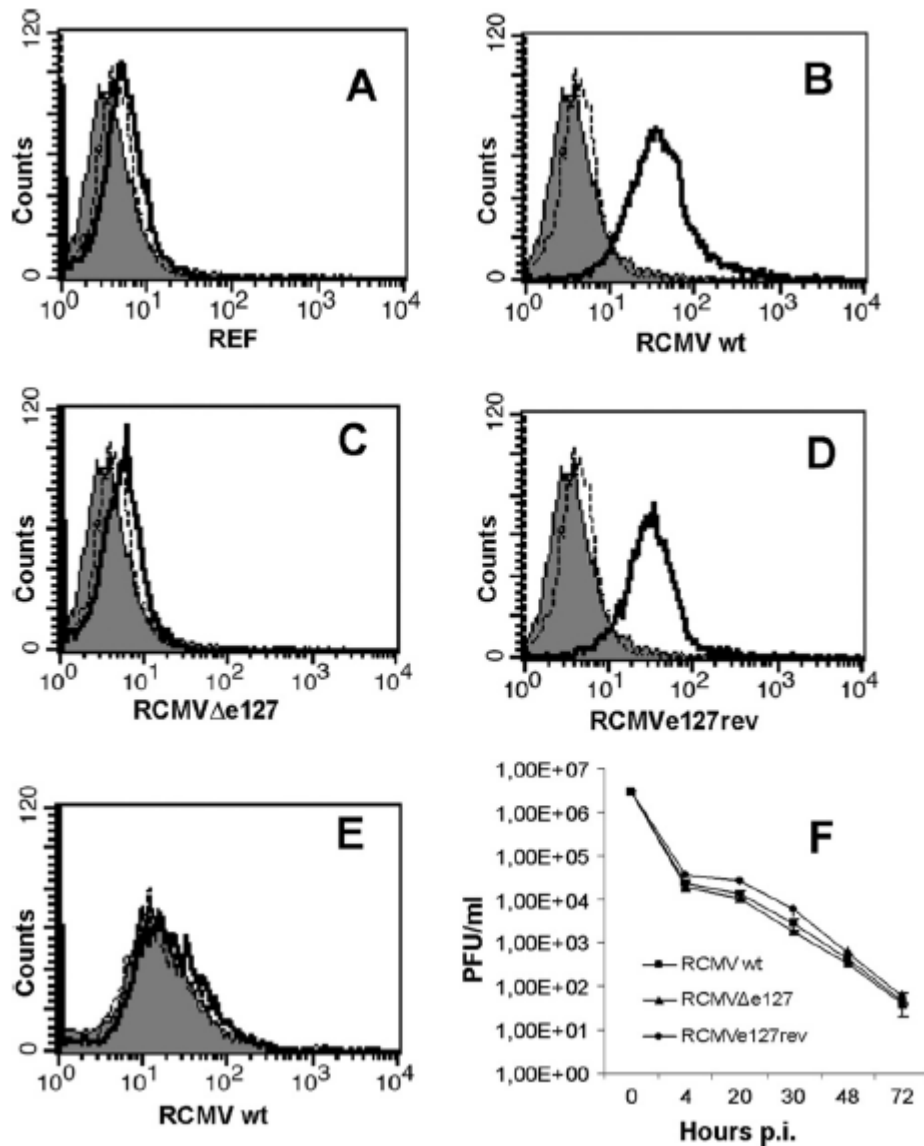 A
120
Counts
0
10^0 10^1 10^2 10^3 10^4
REF
B
120
Counts
0
10^0 10^1 10^2 10^3 10^4
RCMV wt
C
120
Counts
0
10^0 10^1 10^2 10^3 10^4
RCMVΔe127
D
120
Counts
0
10^0 10^1 10^2 10^3 10^4
RCMVe127rev
E
120
Counts
0
10^0 10^1 10^2 10^3 10^4
RCMV wt
F
PFU/ml
1,00E+07
1,00E+06
1,00E+05
1,00E+04
1,00E+03
1,00E+02
1,00E+01
1,00E+00
RCMV wt
RCMVΔe127
RCMVe127rev
0 4 20 30 48 72
Hours p.i.